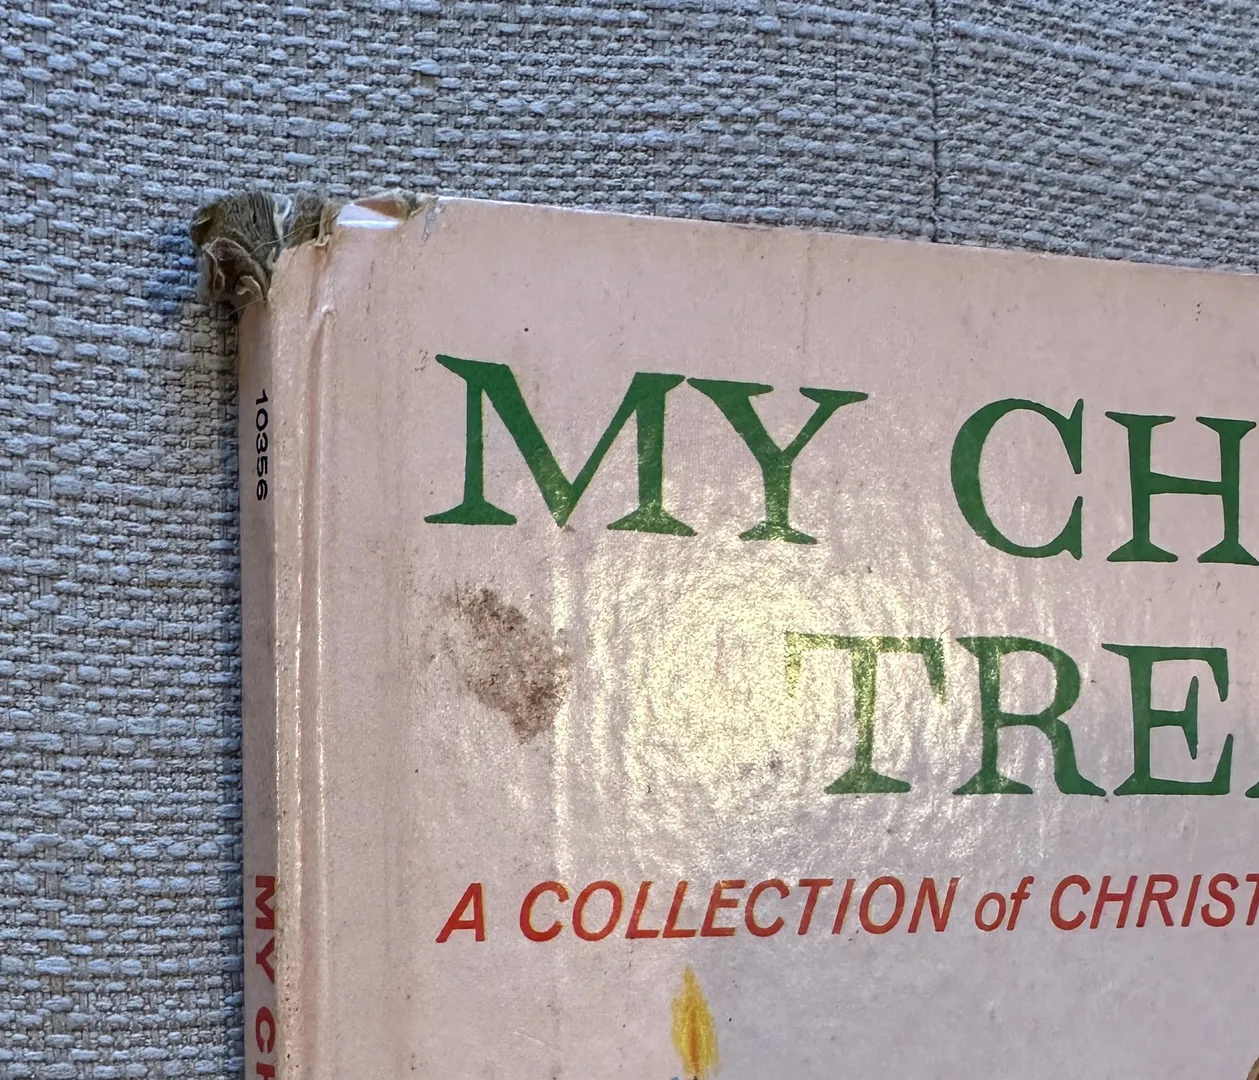 10356
MY CH
MY CH
TRE
A COLLECTION of CHRIST